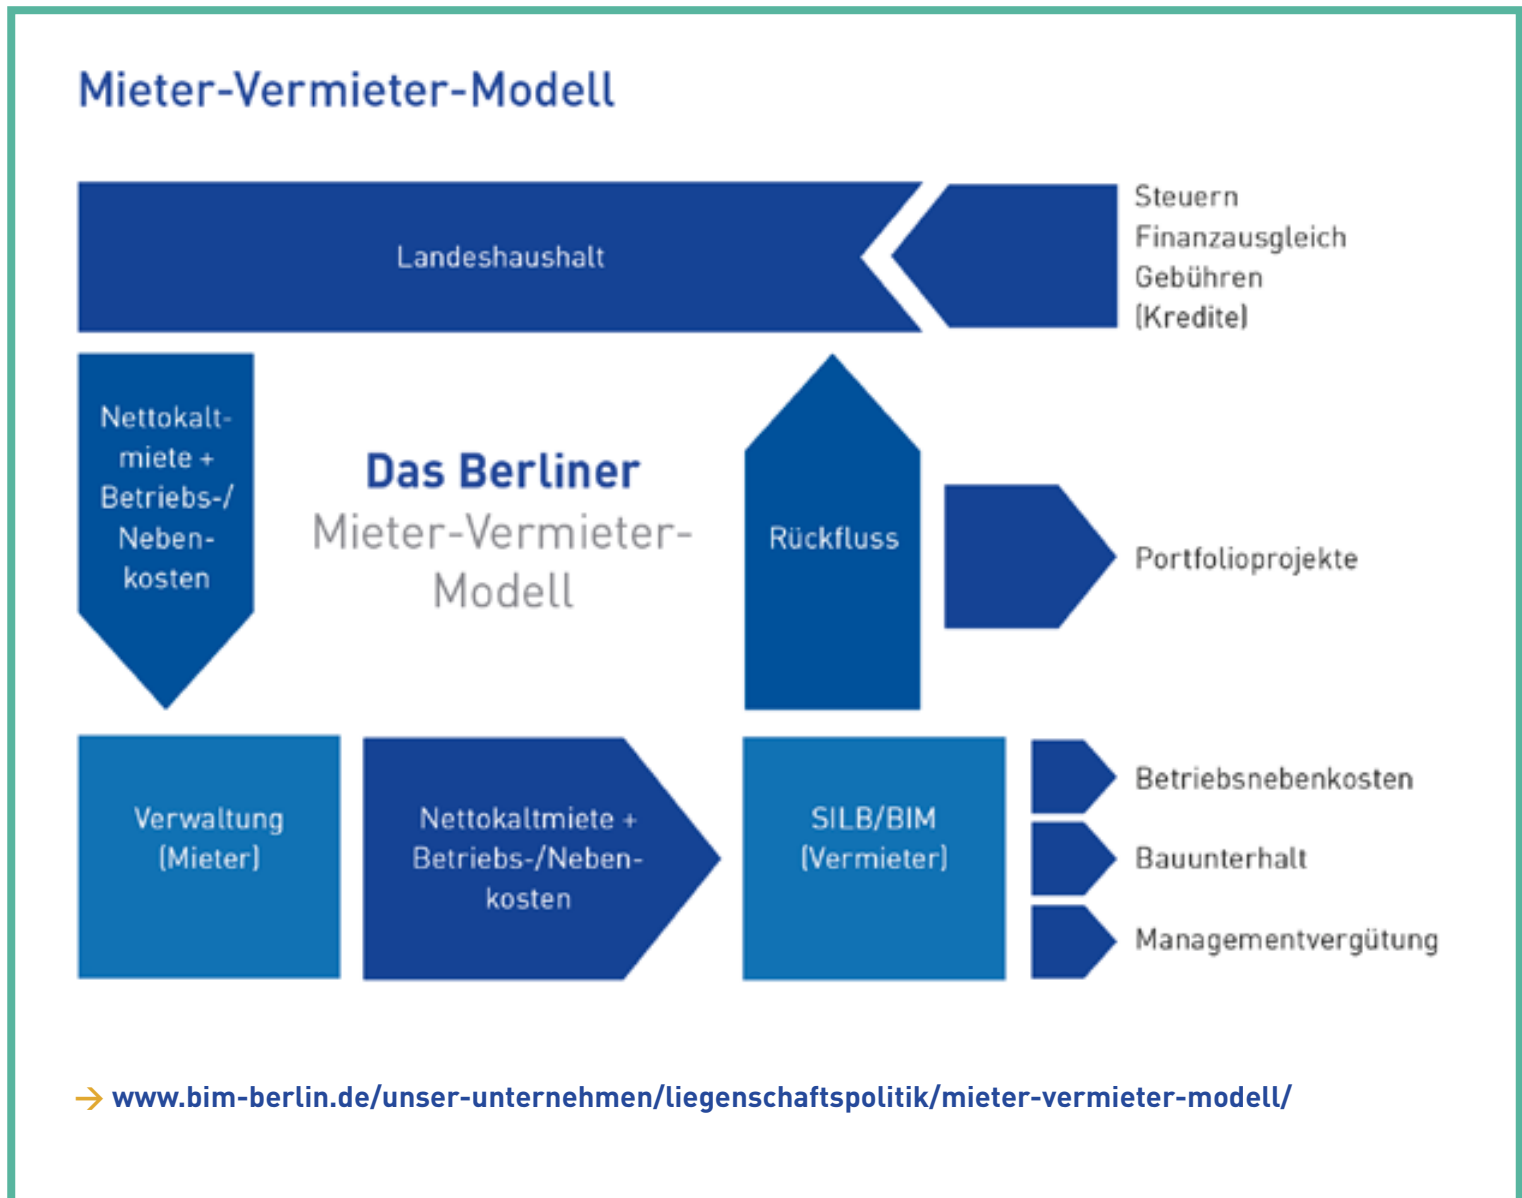 Mieter-Vermieter-Modell
Landeshaushalt
Steuern
Finanzausgleich
Gebühren
(Kredite)
Nettokalt-
miete +
Betriebs-/
Neben-
kosten
Das Berliner
Mieter-Vermieter-
Modell
Rückfluss
Portfolioprojekte
Verwaltung
(Mieter)
Nettokaltmiete +
Betriebs-/Neben-
kosten
SILB/BIM
(Vermieter)
Betriebsnebenkosten
Bauunterhalt
Managementvergütung
→ www.bim-berlin.de/unser-unternehmen/liegenschaftspolitik/mieter-vermieter-modell/